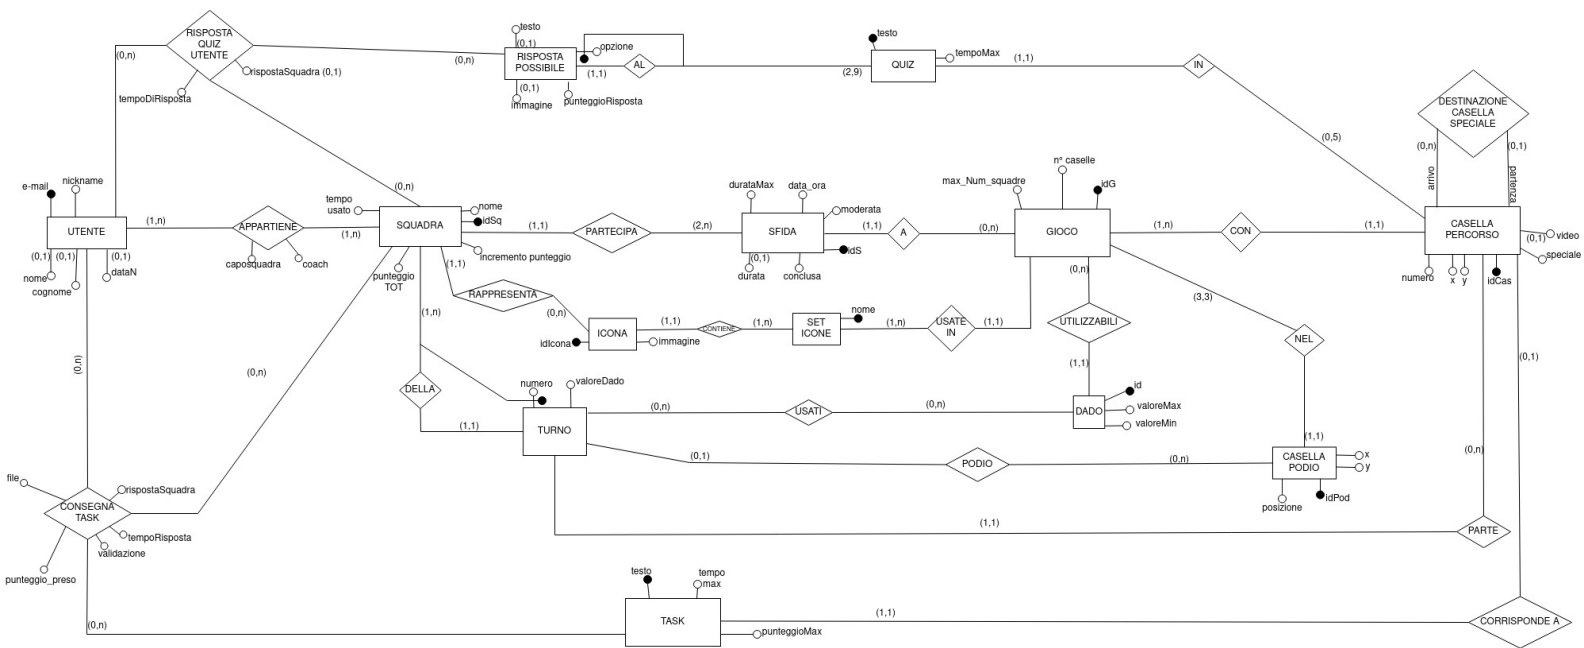 RISPOSTA
QUIZ
UTENTE
(0,n)
rispostaSquadra (0,1)
tempoDiRisposta
(0,n)
(0,n)
testo
(0,1)
RISPOSTA
POSSIBILE
opzione
(0,1)
immagine
punteggioRisposta
(1,1)
AL
(2,9)
testo
QUIZ
tempoMax
(1,1)
IN
(0,5)
DESTINAZIONE
CASELLA
SPECIALE
(0,n)
(0,1)
arrivo
partenza
e-mail
nickname
UTENTE
(0,1)
(0,1)
(0,1)
nome
cognome
dataN
(1,n)
APPARTIENE
caposquadra
coach
(1,n)
tempo
usato
SQUADRA
nome
idSq
incremento punteggio
punteggio
TOT
(1,1)
PARTECIPA
(2,n)
durataMax
data_ora
moderata
SFIDA
idS
(0,1)
durata
conclusa
(1,1)
A
(0,n)
max_Num_squadre
n° caselle
idG
GIOCO
(1,n)
CON
(1,1)
CASELLA
PERCORSO
(0,1)
video
speciale
numero
x
y
idCas
(1,1)
RAPPRESENTA
(0,n)
ICONA
idIcona
immagine
(1,1)
CONTIENE
(1,n)
SET
ICONE
nome
(1,n)
USATE
IN
(1,1)
(0,n)
UTILIZZABILI
(1,1)
(3,3)
NEL
(1,1)
(1,n)
DELLA
(1,1)
numero
valoreDado
TURNO
(0,n)
USATI
(0,n)
DADO
id
valoreMax
valoreMin
(0,1)
PODIO
(0,n)
CASELLA
PODIO
x
y
posizione
idPod
(0,n)
(0,n)
(0,n)
(0,1)
file
CONSEGNA
TASK
rispostaSquadra
tempoRisposta
validazione
punteggio_preso
(1,1)
PARTE
(0,n)
testo
tempo
max
TASK
punteggioMax
(1,1)
CORRISPONDE A